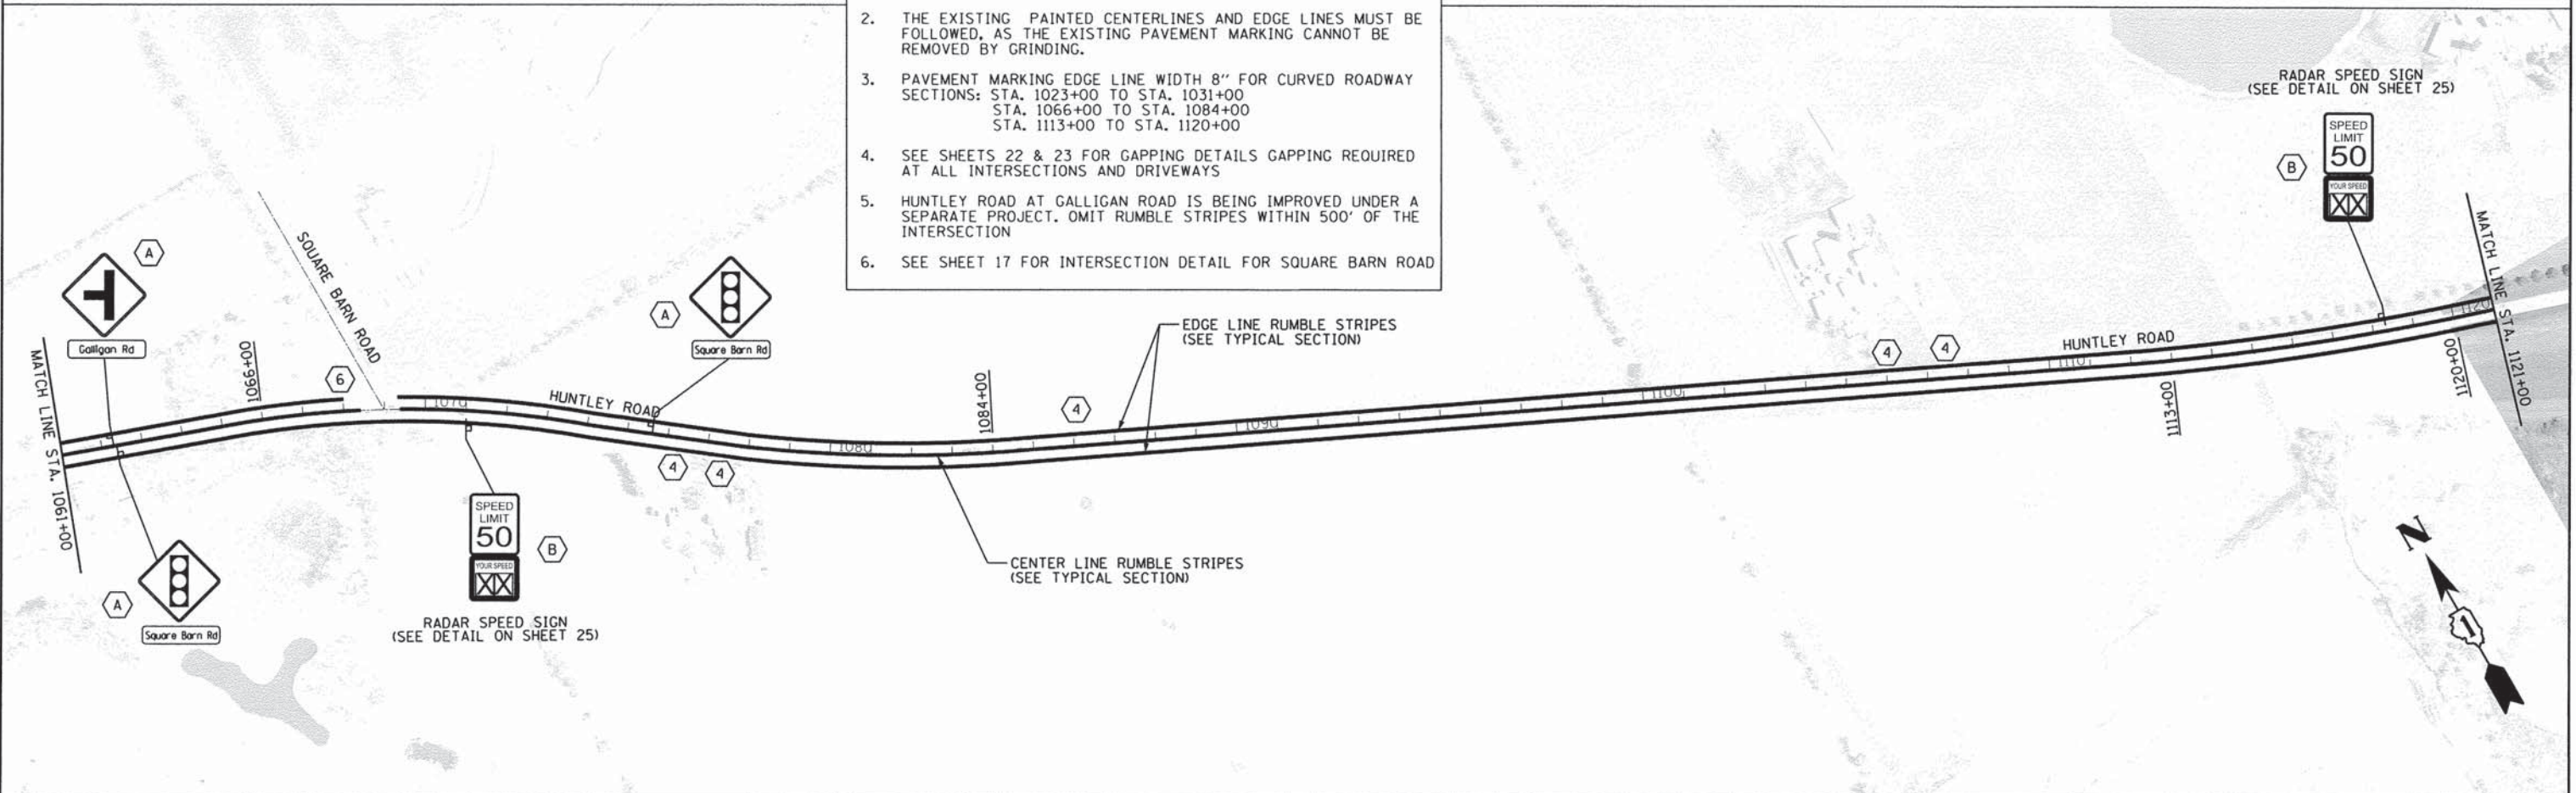 2. THE EXISTING PAINTED CENTERLINES AND EDGE LINES MUST BE
FOLLOWED, AS THE EXISTING PAVEMENT MARKING CANNOT BE
REMOVED BY GRINDING.
3. PAVEMENT MARKING EDGE LINE WIDTH 8" FOR CURVED ROADWAY
SECTIONS: STA. 1023+00 TO STA. 1031+00
STA. 1066+00 TO STA. 1084+00
STA. 1113+00 TO STA. 1120+00
4. SEE SHEETS 22 & 23 FOR GAPPING DETAILS GAPPING REQUIRED
AT ALL INTERSECTIONS AND DRIVEWAYS
5. HUNTLEY ROAD AT GALLIGAN ROAD IS BEING IMPROVED UNDER A
SEPARATE PROJECT. OMIT RUMBLE STRIPES WITHIN 500' OF THE
INTERSECTION
6. SEE SHEET 17 FOR INTERSECTION DETAIL FOR SQUARE BARN ROAD
RADAR SPEED SIGN
(SEE DETAIL ON SHEET 25)
SPEED
LIMIT
50
YOUR SPEED
XX
B
MATCH LINE STA. 1121+00
A
Galligan Rd
SQUARE BARN ROAD
A
Square Barn Rd
MATCH LINE STA. 1061+00
1066+00
6
1070
HUNTLEY ROAD
4
4
1080
1084+00
4
EDGE LINE RUMBLE STRIPES
(SEE TYPICAL SECTION)
1090
1100
4
4
1110
HUNTLEY ROAD
1113+00
1120
1120+00
A
Square Barn Rd
SPEED
LIMIT
50
YOUR SPEED
XX
B
RADAR SPEED SIGN
(SEE DETAIL ON SHEET 25)
CENTER LINE RUMBLE STRIPES
(SEE TYPICAL SECTION)
N
1